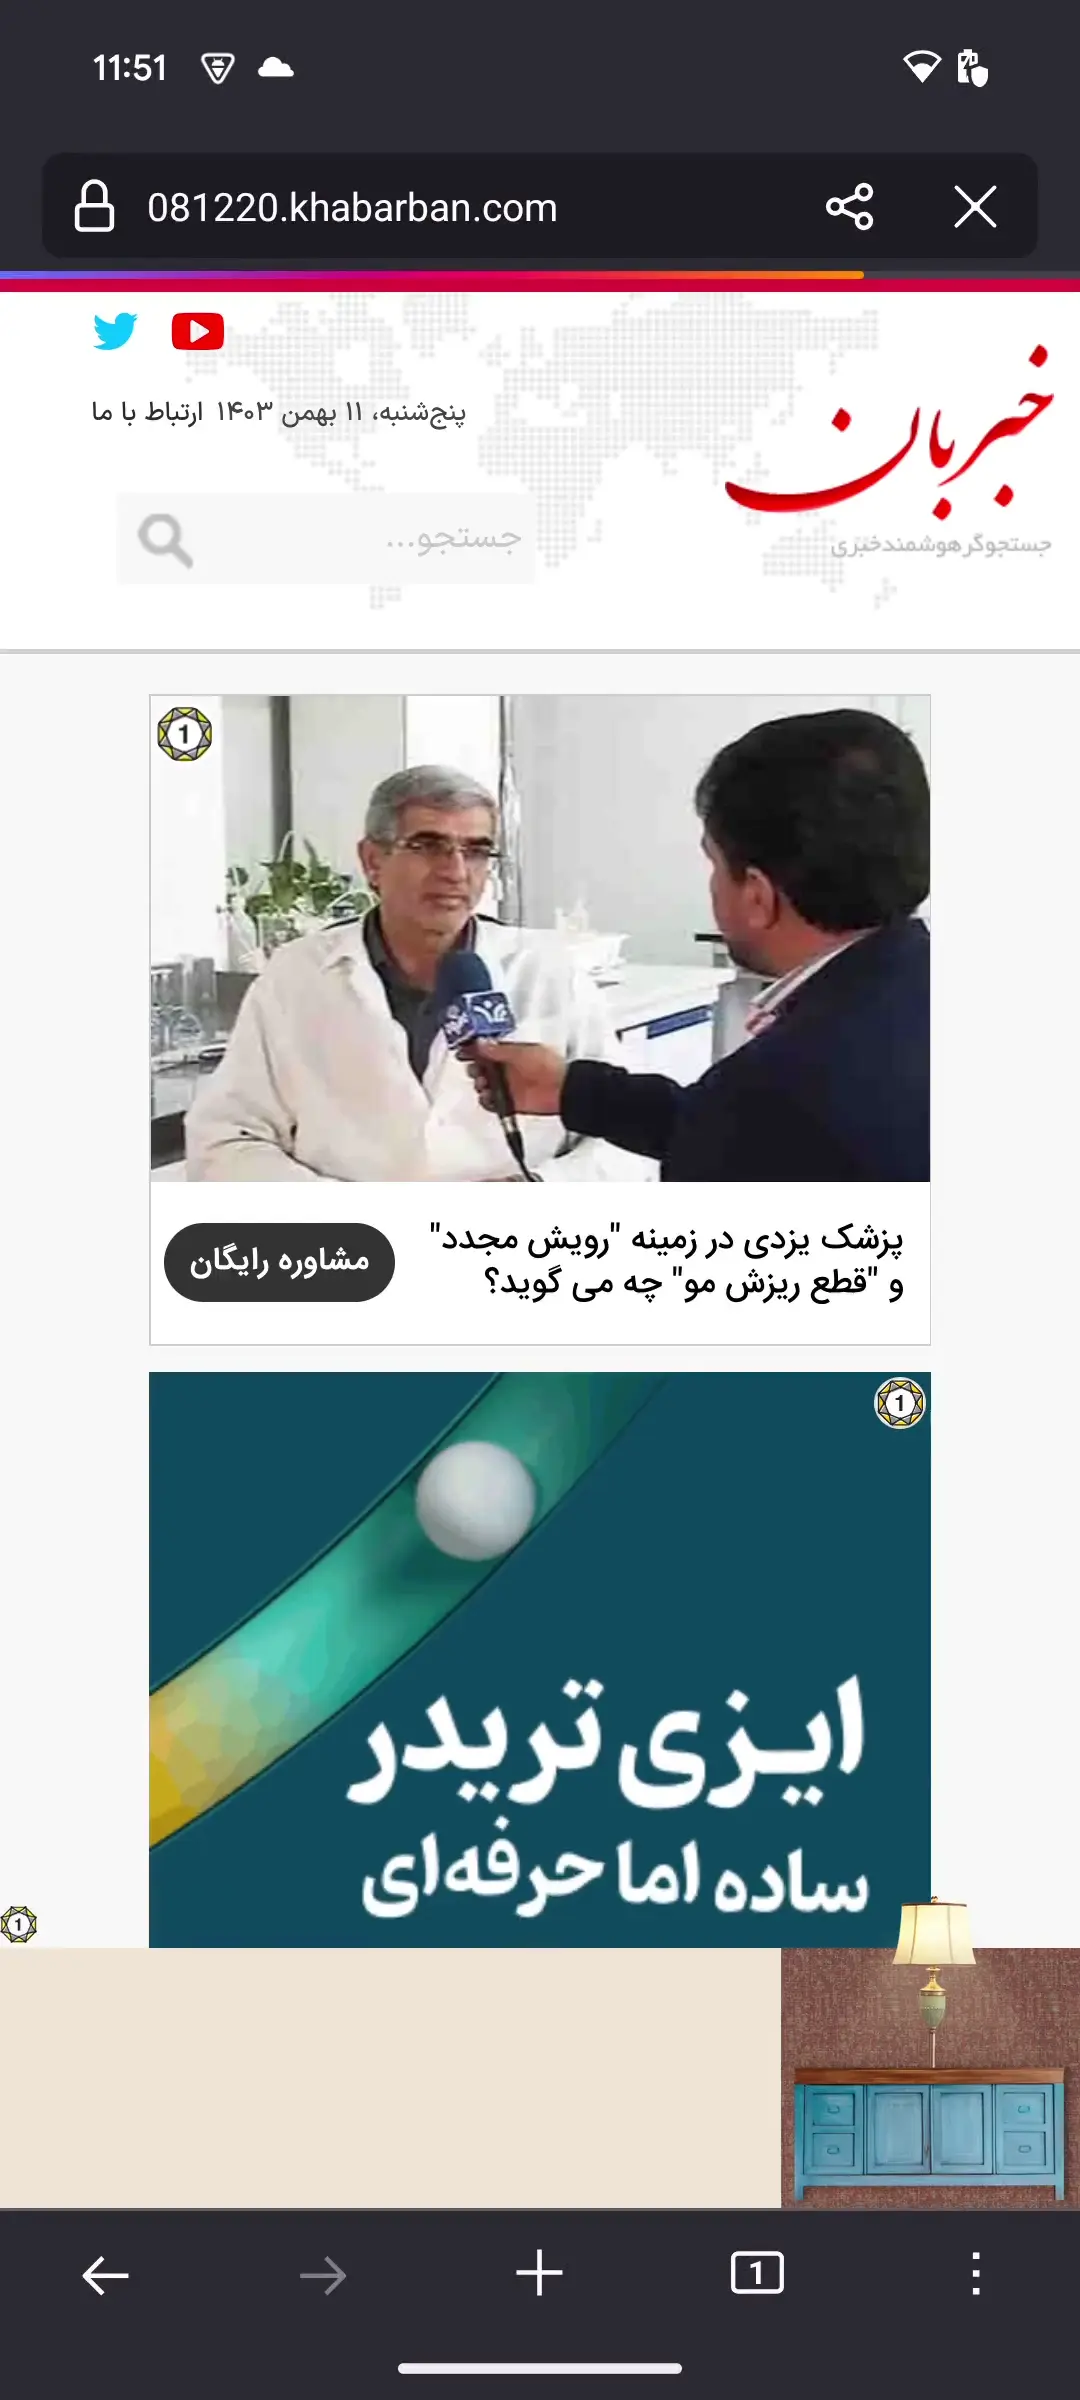 11:51
081220.khabarban.com
پنج‌شنبه، ۱۱ بهمن ۱۴۰۳ ارتباط با ما
خبربان
جستجوگر هوشمند خبری
جستجو...
1
پزشک یزدی در زمینه "رویش مجدد"
و "قطع ریزش مو" چه می گوید؟
مشاوره رایگان
1
ایزی تریدر
ساده اما حرفه‌ای
1
1